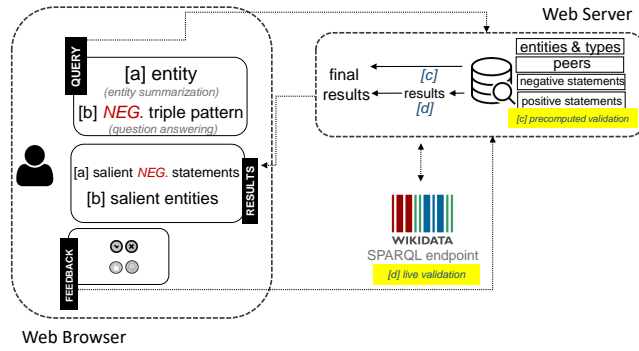 QUERY
[a] entity
(entity summarization)
[b] NEG. triple pattern
(question answering)
[a] salient NEG. statements
[b] salient entities
RESULTS
FEEDBACK
Web Browser
Web Server
final
results
[c]
results
[d]
entities & types
peers
negative statements
positive statements
[c] precomputed validation
WIKIDATA
SPARQL endpoint
[d] live validation